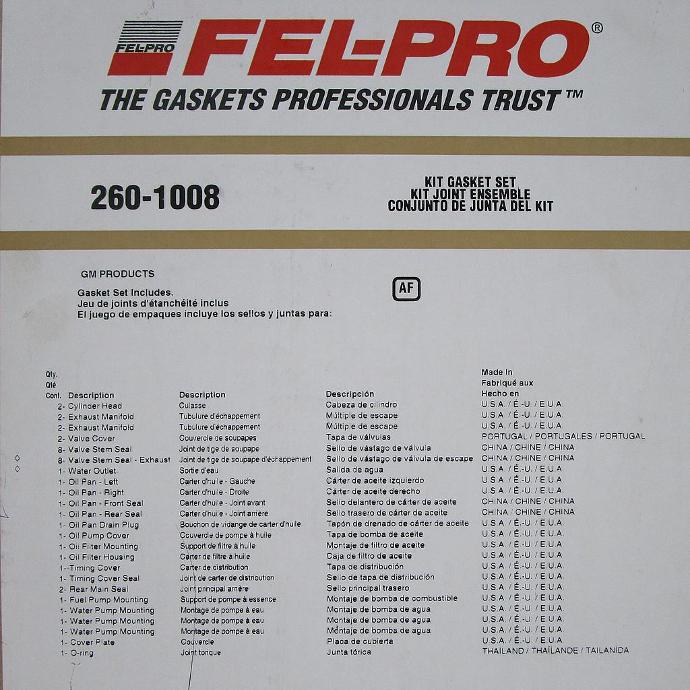 FEL-PRO FEL-PRO®
THE GASKETS PROFESSIONALS TRUST™
260-1008
KIT GASKET SET
KIT JOINT ENSEMBLE
CONJUNTO DE JUNTA DEL KIT
GM PRODUCTS
AF
Gasket Set Includes.
Jeu de joints d'étanchéité inclus
El juego de empaques incluye los sellos y juntas para:
Qty. Made In
Qté Fabriqué aux
Cont. Description Description Descripción Hecho en
2- Cylinder Head Culasse Cabeza de cilindro U.S.A. / É.-U. / E.U.A.
2- Exhaust Manifold Tubulure d'échappement Múltiple de escape U.S.A. / É.-U. / E.U.A.
2- Exhaust Manifold Tubulure d'échappement Múltiple de escape U.S.A. / É.-U. / E.U.A.
2- Valve Cover Couvercle de soupapes Tapa de válvulas PORTUGAL / PORTUGALES / PORTUGAL
8- Valve Stem Seal Joint de tige de soupape Sello de vástago de válvula CHINA / CHINE / CHINA
8- Valve Stem Seal - Exhaust Joint de tige de soupape d'échappement Sello de vástago de válvula de escape CHINA / CHINE / CHINA
1- Water Outlet Sortie d'eau Salida de agua U.S.A. / É.-U. / E.U.A.
1- Oil Pan - Left Carter d'huile - Gauche Cárter de aceite izquierdo U.S.A. / É.-U. / E.U.A.
1- Oil Pan - Right Carter d'huile - Droite Cárter de aceite derecho U.S.A. / É.-U. / E.U.A.
1- Oil Pan - Front Seal Carter d'huile - Joint avant Sello delantero de cárter de aceite CHINA / CHINE / CHINA
1- Oil Pan - Rear Seal Carter d'huile - Joint arrière Sello trasero de cárter de aceite CHINA / CHINE / CHINA
1- Oil Pan Drain Plug Bouchon de vidange de carter d'huile Tapón de drenado de cárter de aceite U.S.A. / É.-U. / E.U.A.
1- Oil Pump Cover Couvercle de pompe à huile Tapa de bomba de aceite U.S.A. / É.-U. / E.U.A.
1- Oil Filter Mounting Support de filtre à huile Montaje de filtro de aceite U.S.A. / É.-U. / E.U.A.
1- Oil Filter Housing Carter de filtre à huile Caja de filtro de aceite U.S.A. / É.-U. / E.U.A.
1- Timing Cover Carter de distribution Tapa de distribución U.S.A. / É.-U. / E.U.A.
1- Timing Cover Seal Joint de carter de distribution Sello de tapa de distribución U.S.A. / É.-U. / E.U.A.
2- Rear Main Seal Joint principal arrière Sello principal trasero U.S.A. / É.-U. / E.U.A.
1- Fuel Pump Mounting Support de pompe à essence Montaje de bomba de combustible U.S.A. / É.-U. / E.U.A.
1- Water Pump Mounting Montage de pompe à eau Montaje de bomba de agua U.S.A. / É.-U. / E.U.A.
1- Water Pump Mounting Montage de pompe à eau Montaje de bomba de agua U.S.A. / É.-U. / E.U.A.
1- Water Pump Mounting Montage de pompe à eau Montaje de bomba de agua U.S.A. / É.-U. / E.U.A.
1- Cover Plate Couvercle Placa de cubierta U.S.A. / É.-U. / E.U.A.
1- O-ring Joint torique Junta tórica THAILAND / THAÏLANDE / TAILANIDA